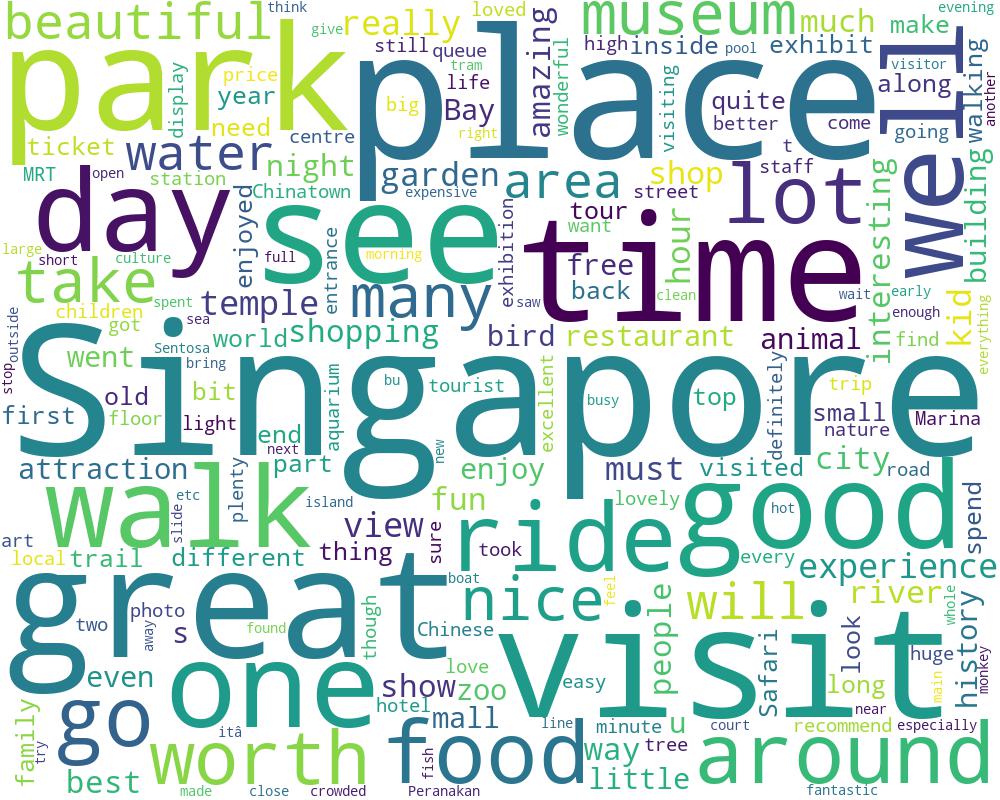 beautiful
think
give
really
loved
museum
much
make
evening
park
place
still
queue
amazing
wonderful
high
inside
pool
exhibit
well
visitor
another
display
price
year
need
big
tram
life
Bay
right
visiting
quite
better
come
along
going
walking
ticket
centre
water
night
garden
area
shop
t
staff
MRT
open
station
Chinatown
expensive
street
lot
interesting
building
day
enjoyed
see
exhibition
tour
want
time
hour
large
short
culture
full
morning
entrance
free
back
clean
wait
early
take
children
spent
temple
many
saw
enough
kid
everything
stop
outside
got
sea
world
shopping
bird
restaurant
animal
find
went
Sentosa
bring
Singapore
first
old
bit
aquarium
bu
tourist
excellent
busy
top
definitely
trip
small
nature
Marina
floor
light
end
next
new
attraction
part
enjoy
must
visited
city
road
walk
plenty
etc
slide
island
fun
lovely
hot
good
spend
art
local
trail
different
view
thing
sure
ride
took
every
experience
great
boat
nice
feel
people
will
river
whole
two
photo
away
s
found
though
Chinese
visit
Safari
look
huge
history
monkey
even
one
love
show
zoo
hotel
easy
long
main
near
family
try
go
itâ
mall
line
minute
u
court
recommend
especially
best
worth
food
fish
way
tree
little
around
made
close
crowded
Peranakan
fantastic